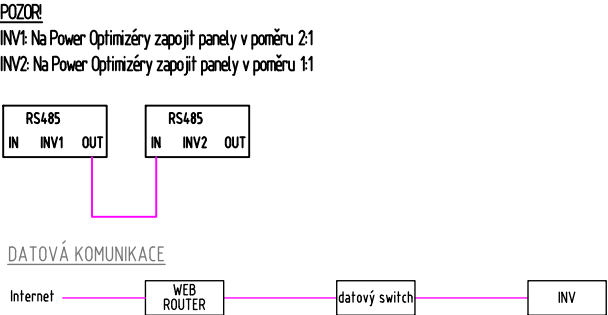 POZOR!
INV1: Na Power Optimizéry zapojit panely v poměru 2:1
INV2: Na Power Optimizéry zapojit panely v poměru 1:1
RS485
IN INV1 OUT
RS485
IN INV2 OUT
DATOVÁ KOMUNIKACE
Internet
WEB
ROUTER
datový switch
INV